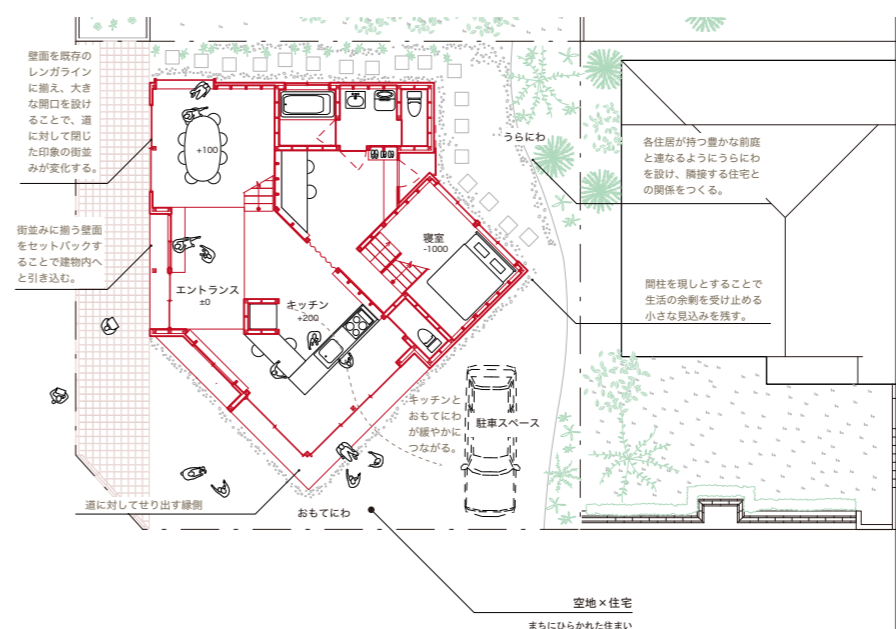 壁面を既存の
レンガライン
に揃え、大き
な開口を設け
ることで、道
に対して閉じ
た印象の街並
みが変化する。
+100
うらにわ
各住居が持つ豊かな前庭
と連なるようにうらにわ
を設け、隣接する住宅と
の関係をつくる。
街並みに揃う壁面
をセットバックす
ることで建物内へ
と引き込む。
寝室
-1000
エントランス
±0
キッチン
+200
間柱を現しとすることで
生活の余剰を受け止める
小さな見込みを残す。
キッチンと
おもてにわ
が緩やかに
つながる。
駐車スペース
道に対してせり出す縁側
おもてにわ
空地×住宅
まちにひらかれた住まい